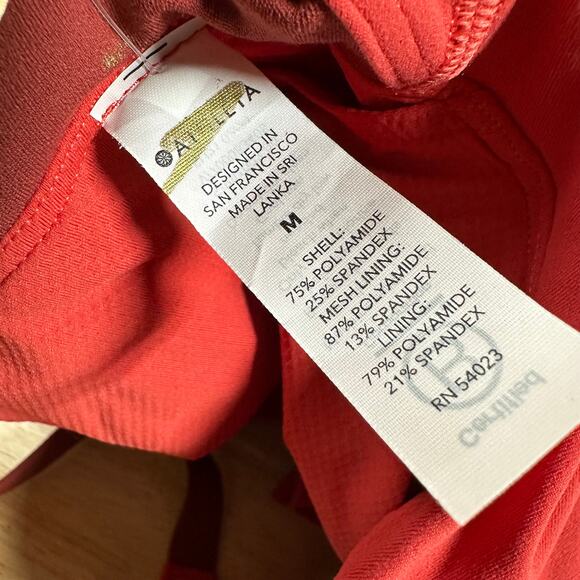 ATHLETA
DESIGNED IN
SAN FRANCISCO
MADE IN SRI
LANKA
M
SHELL:
75% POLYAMIDE
25% SPANDEX
MESH LINING:
87% POLYAMIDE
13% SPANDEX
LINING:
79% POLYAMIDE
21% SPANDEX
RN 54023
Certified